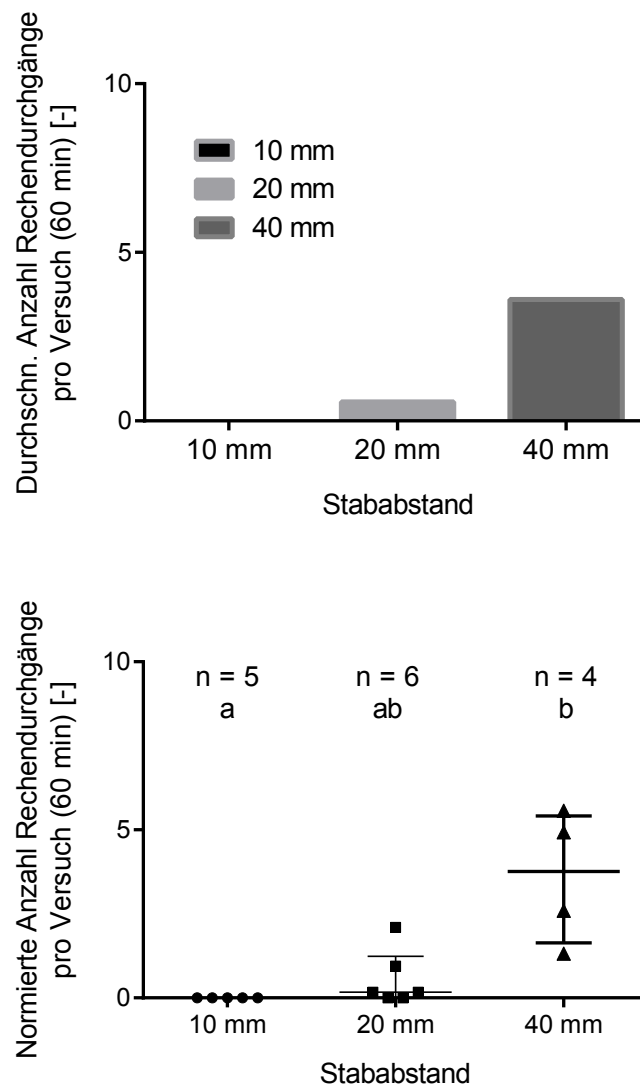 Durchschn. Anzahl Rechendurchgänge
pro Versuch (60 min) [-]
10
5
0
10 mm
20 mm
40 mm
10 mm
20 mm
40 mm
Stababstand
Normierte Anzahl Rechendurchgänge
pro Versuch (60 min) [-]
10
5
0
n = 5
n = 6
n = 4
a
ab
b
10 mm
20 mm
40 mm
Stababstand